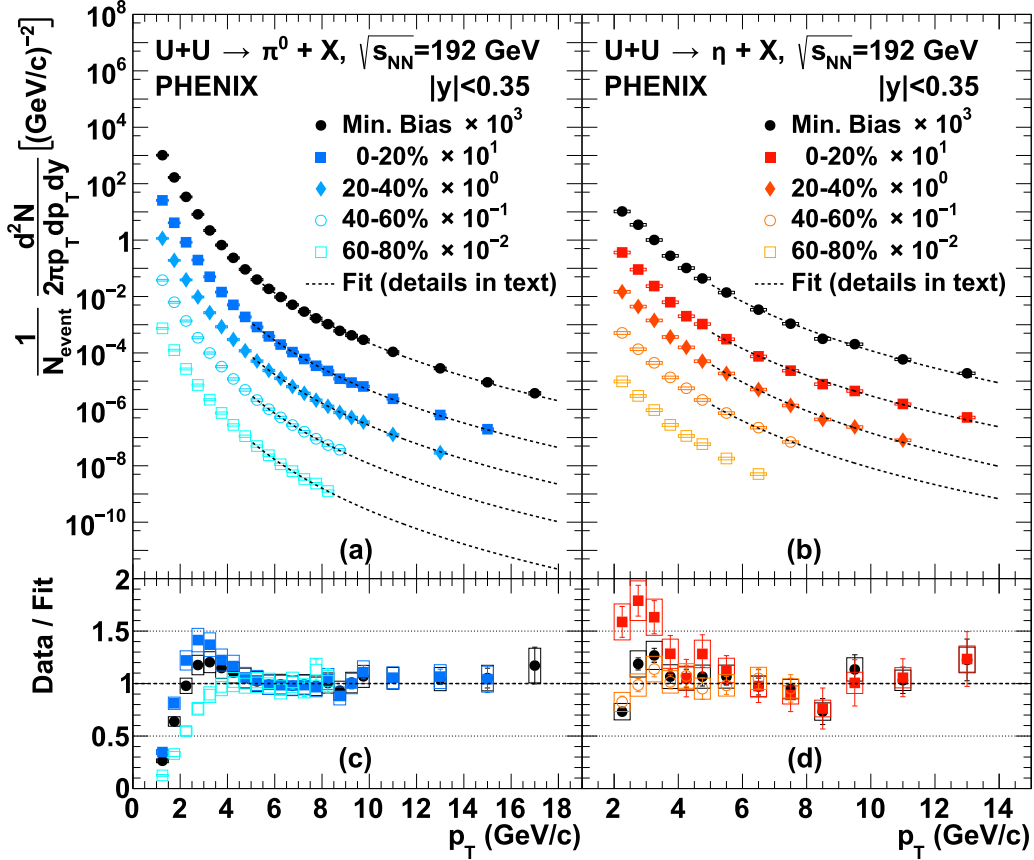 1/N_event d²N/2πp_T dp_T dy [(GeV/c)⁻²]
10⁸
10⁶
10⁴
10²
1
10⁻²
10⁻⁴
10⁻⁶
10⁻⁸
10⁻¹⁰
U+U → π⁰ + X, √s_NN=192 GeV
PHENIX |y|<0.35
Min. Bias × 10³
0-20% × 10¹
20-40% × 10⁰
40-60% × 10⁻¹
60-80% × 10⁻²
Fit (details in text)
(a)
U+U → η + X, √s_NN=192 GeV
PHENIX |y|<0.35
Min. Bias × 10³
0-20% × 10¹
20-40% × 10⁰
40-60% × 10⁻¹
60-80% × 10⁻²
Fit (details in text)
(b)
Data / Fit
2
1.5
1
0.5
0
(c)
(d)
0 2 4 6 8 10 12 14 16 18
p_T (GeV/c)
2 4 6 8 10 12 14
p_T (GeV/c)